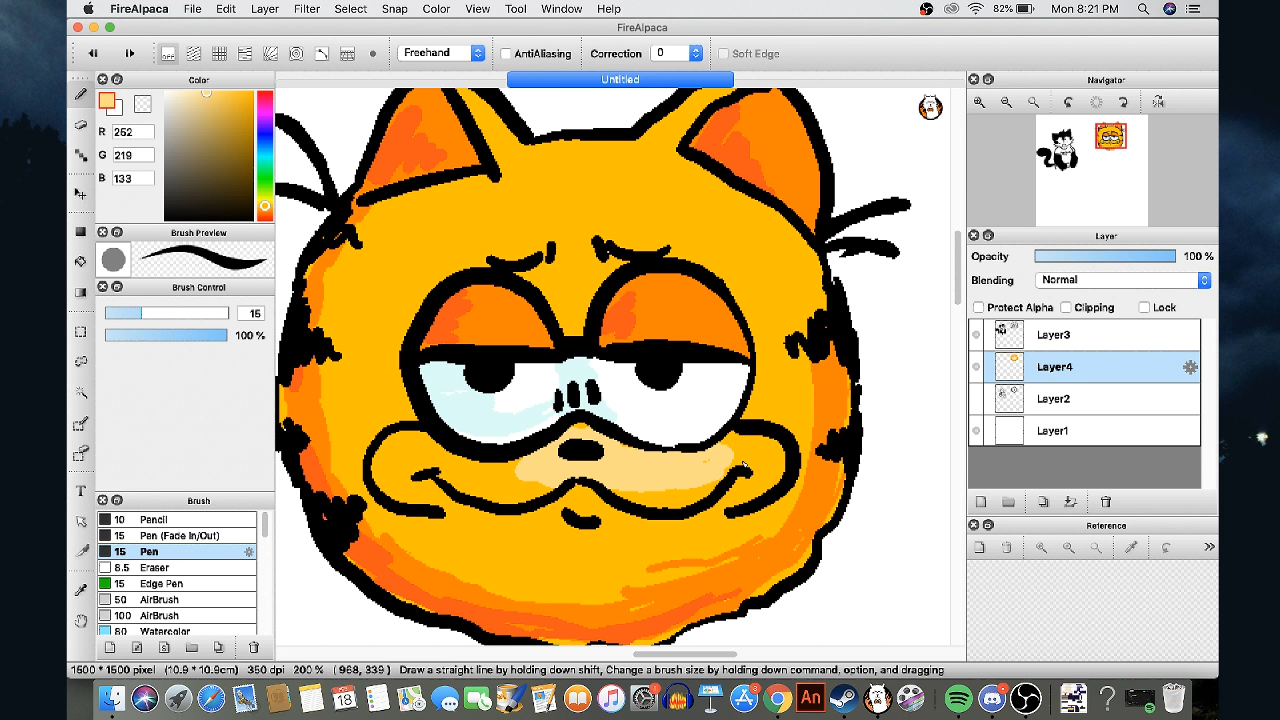 FireAlpaca File Edit Layer Filter Select Snap Color View Tool Window Help 82% Mon 8:21 PM
FireAlpaca
OFF Freehand AntiAliasing Correction 0 Soft Edge
Untitled
Color
R 252
G 219
B 133
Brush Preview
Brush Control
15
100 %
Brush
10 Pencil
15 Pen (Fade In/Out)
15 Pen
8.5 Eraser
15 Edge Pen
50 AirBrush
100 AirBrush
80 Watercolor
Navigator
Layer
Opacity 100 %
Blending Normal
Protect Alpha Clipping Lock
Layer3
Layer4
Layer2
Layer1
Reference
1500 * 1500 pixel (10.9 * 10.9cm) 350 dpi 200 % ( 968, 339 ) Draw a straight line by holding down shift, Change a brush size by holding down command, option, and dragging
18
An